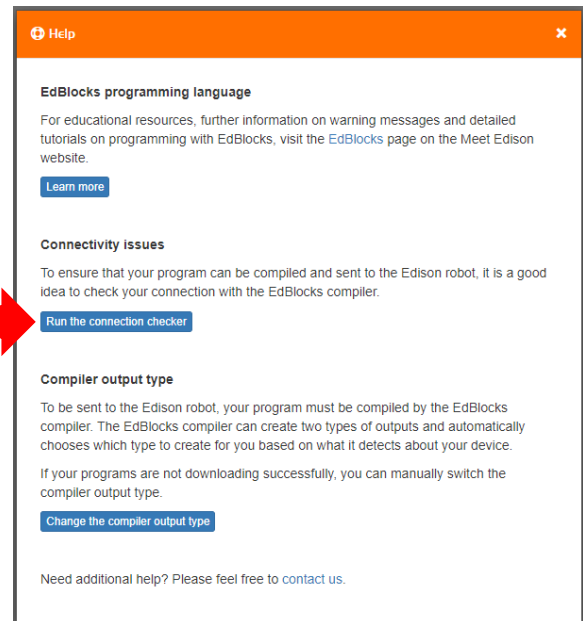 Help ×
EdBlocks programming language
For educational resources, further information on warning messages and detailed
tutorials on programming with EdBlocks, visit the EdBlocks page on the Meet Edison
website.
Learn more
Connectivity issues
To ensure that your program can be compiled and sent to the Edison robot, it is a good
idea to check your connection with the EdBlocks compiler.
Run the connection checker
Compiler output type
To be sent to the Edison robot, your program must be compiled by the EdBlocks
compiler. The EdBlocks compiler can create two types of outputs and automatically
chooses which type to create for you based on what it detects about your device.
If your programs are not downloading successfully, you can manually switch the
compiler output type.
Change the compiler output type
Need additional help? Please feel free to contact us.